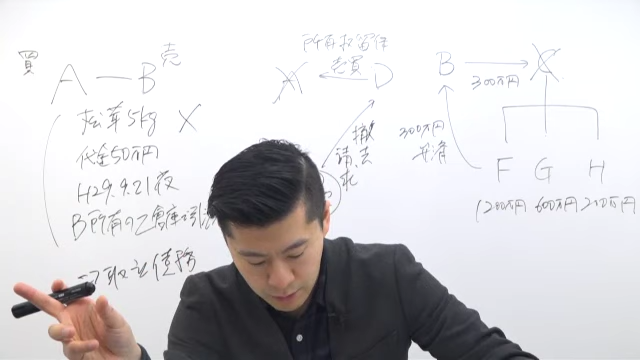 買 A — B 売
松茸5kg ×
代金50万円
H29.9.21夜
B所有の乙倉庫で引渡
→取立債務
所有権留保
売買
A ← D
撤去
請求
B → C
300万円
300万円
弁済
F G H
1200万円 600万円 200万円